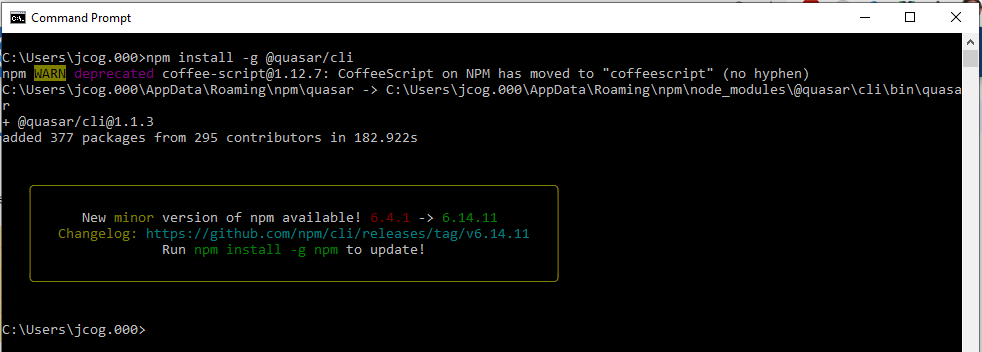 Command Prompt
C:\Users\jcog.000>npm install -g @quasar/cli
npm WARN deprecated coffee-script@1.12.7: CoffeeScript on NPM has moved to "coffeescript" (no hyphen)
C:\Users\jcog.000\AppData\Roaming\npm\quasar -> C:\Users\jcog.000\AppData\Roaming\npm\node_modules\@quasar\cli\bin\quasa
r
+ @quasar/cli@1.1.3
added 377 packages from 295 contributors in 182.922s
New minor version of npm available! 6.4.1 -> 6.14.11
Changelog: https://github.com/npm/cli/releases/tag/v6.14.11
Run npm install -g npm to update!
C:\Users\jcog.000>